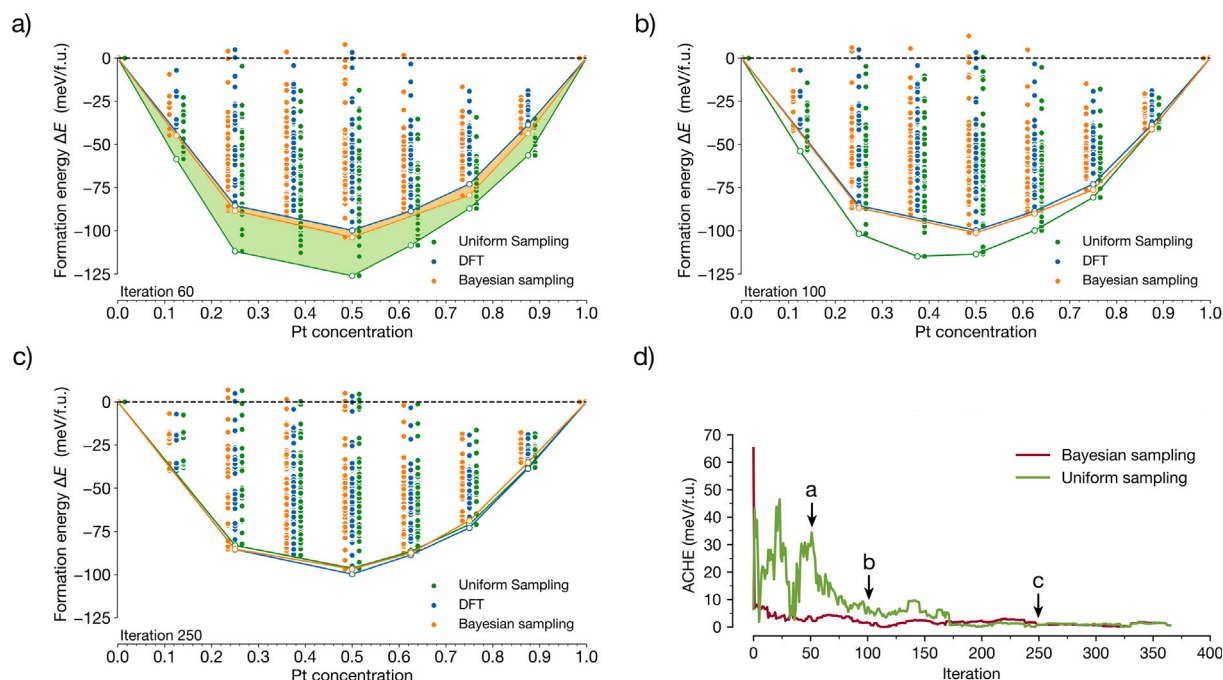 a)
Formation energy ΔE (meV/f.u.)
0
−25
−50
−75
−100
−125
Uniform Sampling
DFT
Bayesian sampling
Iteration 60
0.0 0.1 0.2 0.3 0.4 0.5 0.6 0.7 0.8 0.9 1.0
Pt concentration
b)
Formation energy ΔE (meV/f.u.)
0
−25
−50
−75
−100
−125
Uniform Sampling
DFT
Bayesian sampling
Iteration 100
0.0 0.1 0.2 0.3 0.4 0.5 0.6 0.7 0.8 0.9 1.0
Pt concentration
c)
Formation energy ΔE (meV/f.u.)
0
−25
−50
−75
−100
−125
Uniform Sampling
DFT
Bayesian sampling
Iteration 250
0.0 0.1 0.2 0.3 0.4 0.5 0.6 0.7 0.8 0.9 1.0
Pt concentration
d)
ACHE (meV/f.u.)
70
60
50
40
30
20
10
0
Bayesian sampling
Uniform sampling
a
b
c
0 50 100 150 200 250 300 350 400
Iteration